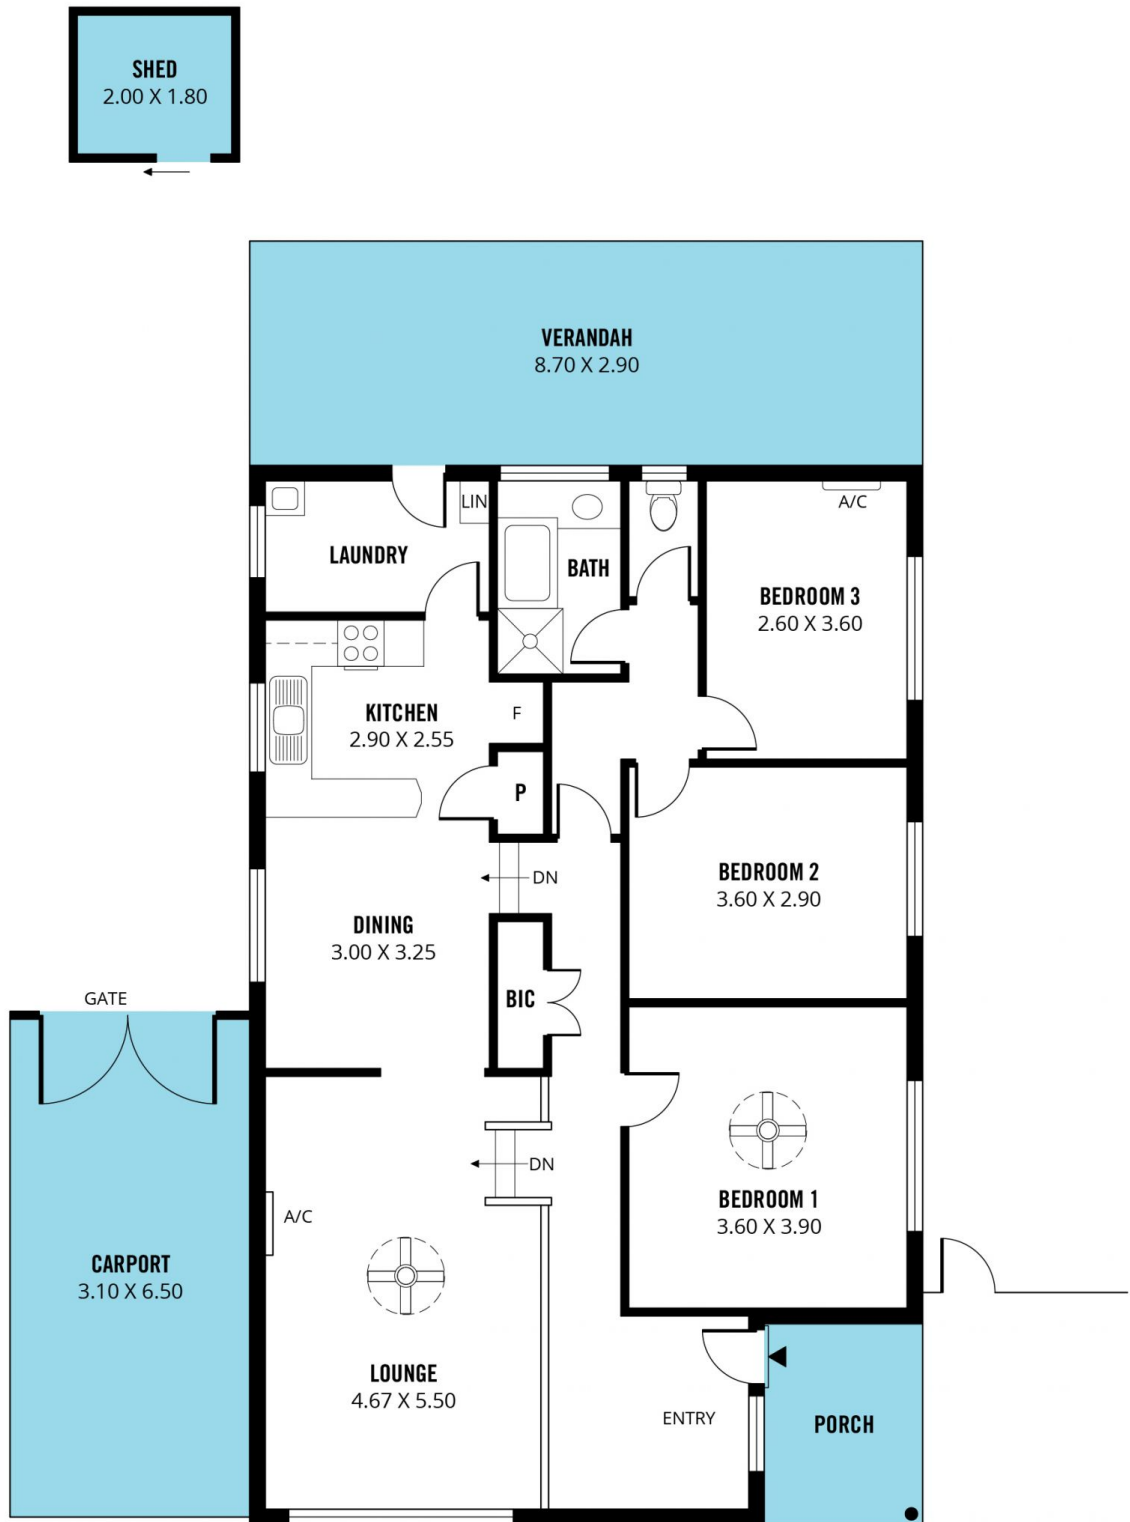 SHED
2.00 X 1.80
VERANDAH
8.70 X 2.90
LIN
A/C
LAUNDRY
BATH
BEDROOM 3
2.60 X 3.60
KITCHEN
2.90 X 2.55
F
P
DN
BEDROOM 2
3.60 X 2.90
DINING
3.00 X 3.25
GATE
BIC
DN
BEDROOM 1
3.60 X 3.90
A/C
CARPORT
3.10 X 6.50
LOUNGE
4.67 X 5.50
ENTRY
PORCH